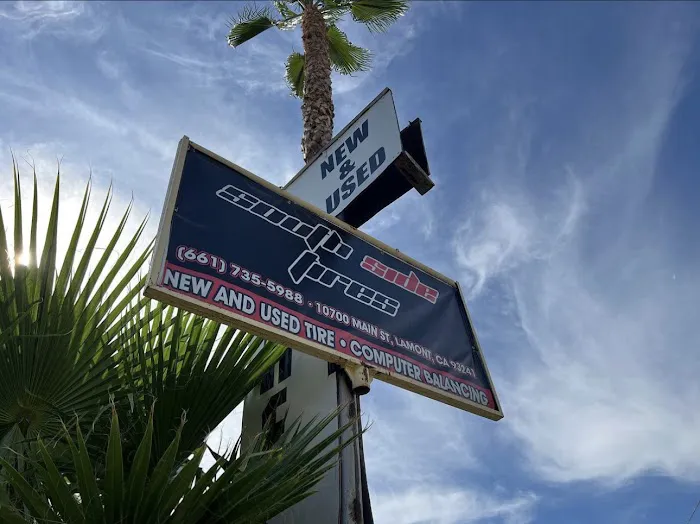 NEW
&
USED
South Side
Tires
(661) 735-5988 • 10700 MAIN ST, LAMONT, CA 93241
NEW AND USED TIRE • COMPUTER BALANCING